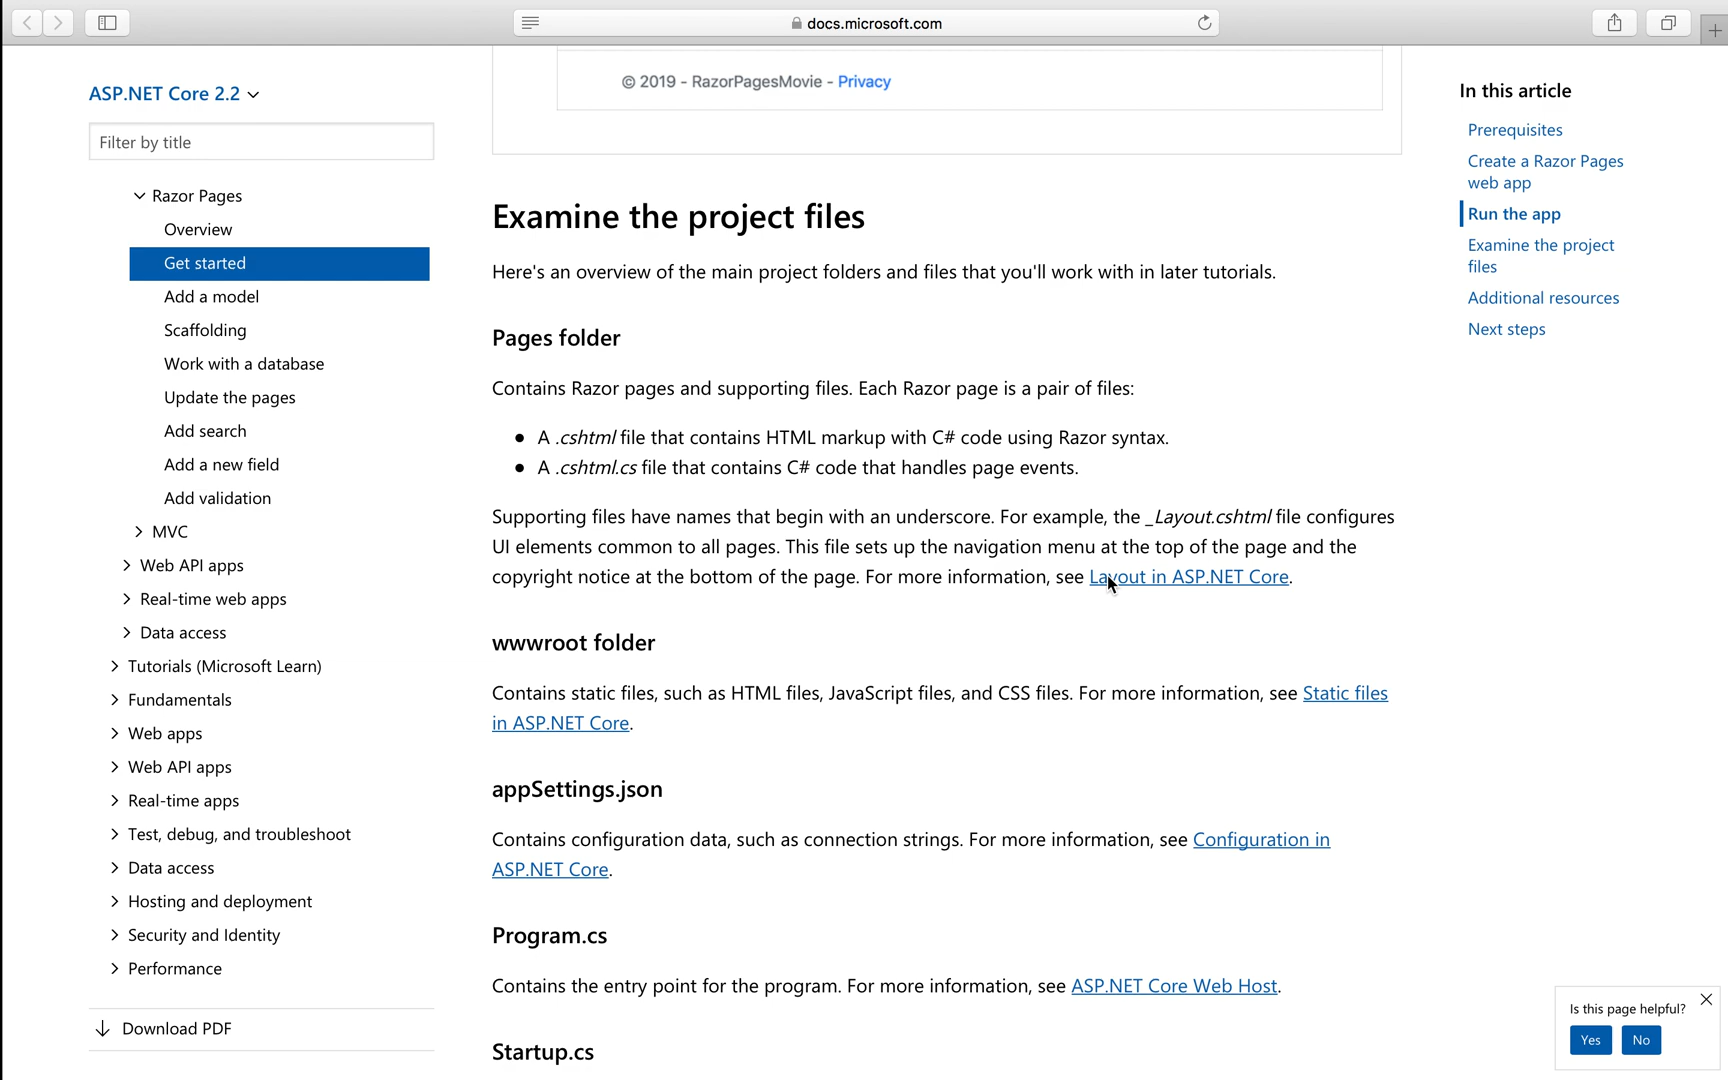 docs.microsoft.com
ASP.NET Core 2.2
Filter by title
Razor Pages
Overview
Get started
Add a model
Scaffolding
Work with a database
Update the pages
Add search
Add a new field
Add validation
MVC
Web API apps
Real-time web apps
Data access
Tutorials (Microsoft Learn)
Fundamentals
Web apps
Web API apps
Real-time apps
Test, debug, and troubleshoot
Data access
Hosting and deployment
Security and Identity
Performance
Download PDF
© 2019 - RazorPagesMovie - Privacy
Examine the project files
Here's an overview of the main project folders and files that you'll work with in later tutorials.
Pages folder
Contains Razor pages and supporting files. Each Razor page is a pair of files:
● A .cshtml file that contains HTML markup with C# code using Razor syntax.
● A .cshtml.cs file that contains C# code that handles page events.
Supporting files have names that begin with an underscore. For example, the _Layout.cshtml file configures
UI elements common to all pages. This file sets up the navigation menu at the top of the page and the
copyright notice at the bottom of the page. For more information, see Layout in ASP.NET Core.
wwwroot folder
Contains static files, such as HTML files, JavaScript files, and CSS files. For more information, see Static files
in ASP.NET Core.
appSettings.json
Contains configuration data, such as connection strings. For more information, see Configuration in
ASP.NET Core.
Program.cs
Contains the entry point for the program. For more information, see ASP.NET Core Web Host.
Startup.cs
In this article
Prerequisites
Create a Razor Pages
web app
Run the app
Examine the project
files
Additional resources
Next steps
Is this page helpful?
Yes No